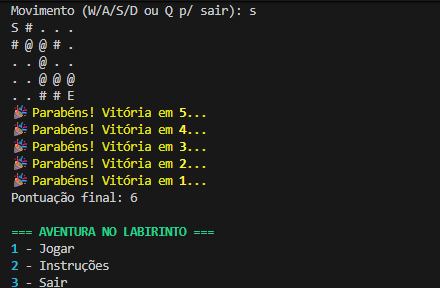 Movimento (W/A/S/D ou Q p/ sair): s
S # . . .
# @ @ # .
. . @ . .
. . @ @ @
. . # # E
🎉 Parabéns! Vitória em 5...
🎉 Parabéns! Vitória em 4...
🎉 Parabéns! Vitória em 3...
🎉 Parabéns! Vitória em 2...
🎉 Parabéns! Vitória em 1...
Pontuação final: 6
=== AVENTURA NO LABIRINTO ===
1 - Jogar
2 - Instruções
3 - Sair